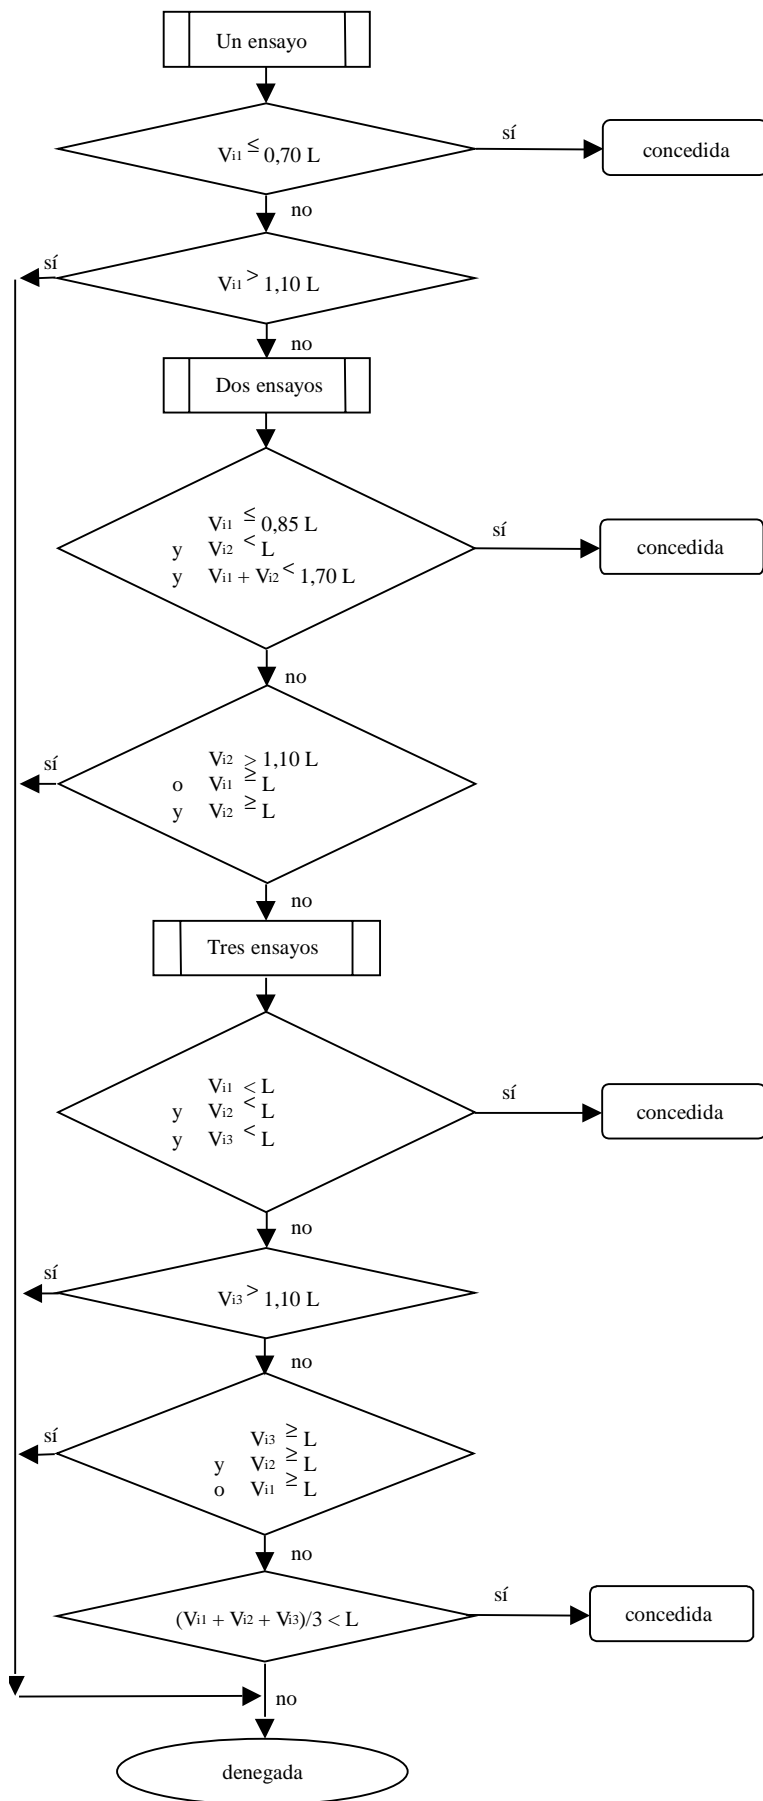 Un ensayo
Vi1 ≤ 0,70 L
sí
concedida
no
sí
Vi1 > 1,10 L
no
Dos ensayos
Vi1 ≤ 0,85 L
y Vi2 < L
y Vi1 + Vi2 < 1,70 L
sí
concedida
no
sí
Vi2 > 1,10 L
o Vi1 ≥ L
y Vi2 ≥ L
no
Tres ensayos
Vi1 < L
y Vi2 < L
y Vi3 < L
sí
concedida
no
sí
Vi3 > 1,10 L
no
sí
Vi3 ≥ L
y Vi2 ≥ L
o Vi1 ≥ L
no
(Vi1 + Vi2 + Vi3)/3 < L
sí
concedida
no
denegada